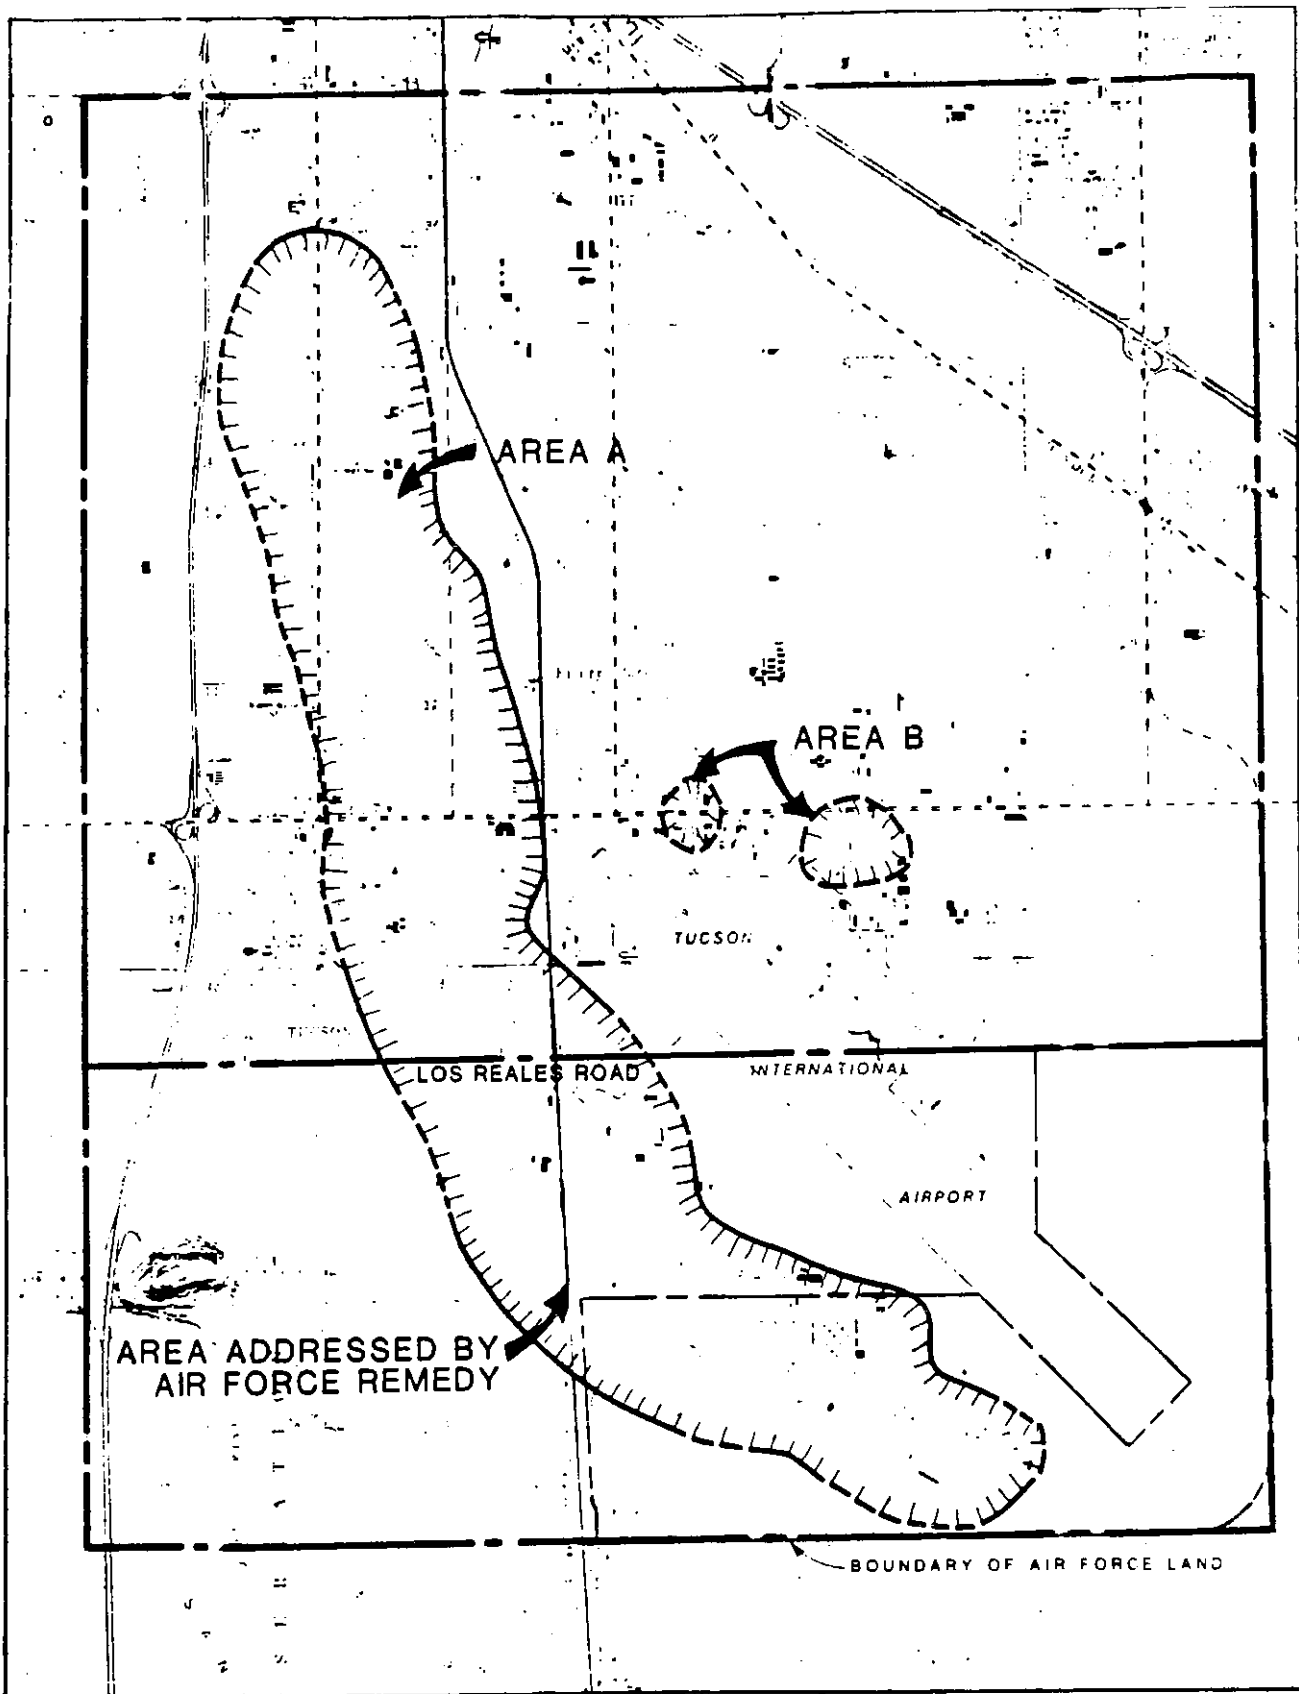 AREA A
AREA B
TUCSON
TUCSON
LOS REALES ROAD
INTERNATIONAL
AIRPORT
AREA ADDRESSED BY
AIR FORCE REMEDY
BOUNDARY OF AIR FORCE LAND